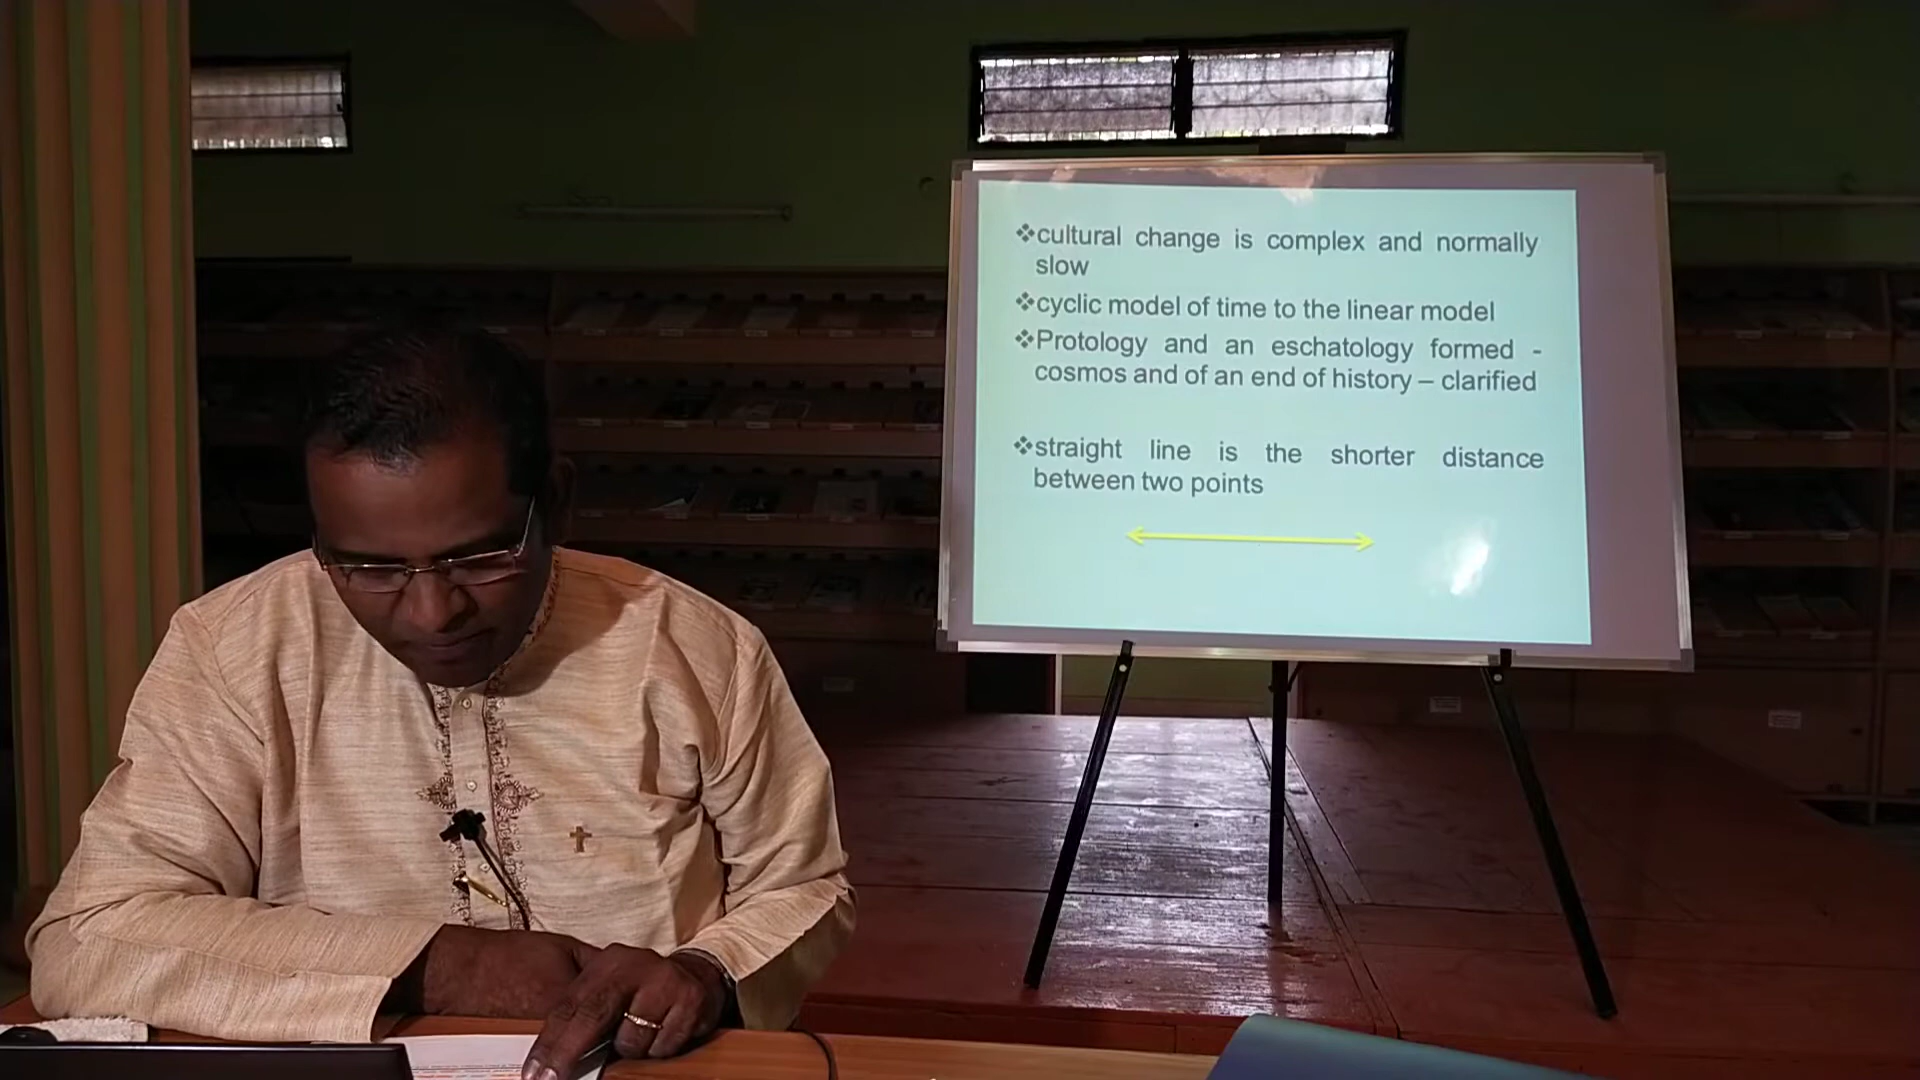 ❖cultural change is complex and normally
slow
❖cyclic model of time to the linear model
❖Protology and an eschatology formed -
cosmos and of an end of history – clarified
❖straight line is the shorter distance
between two points